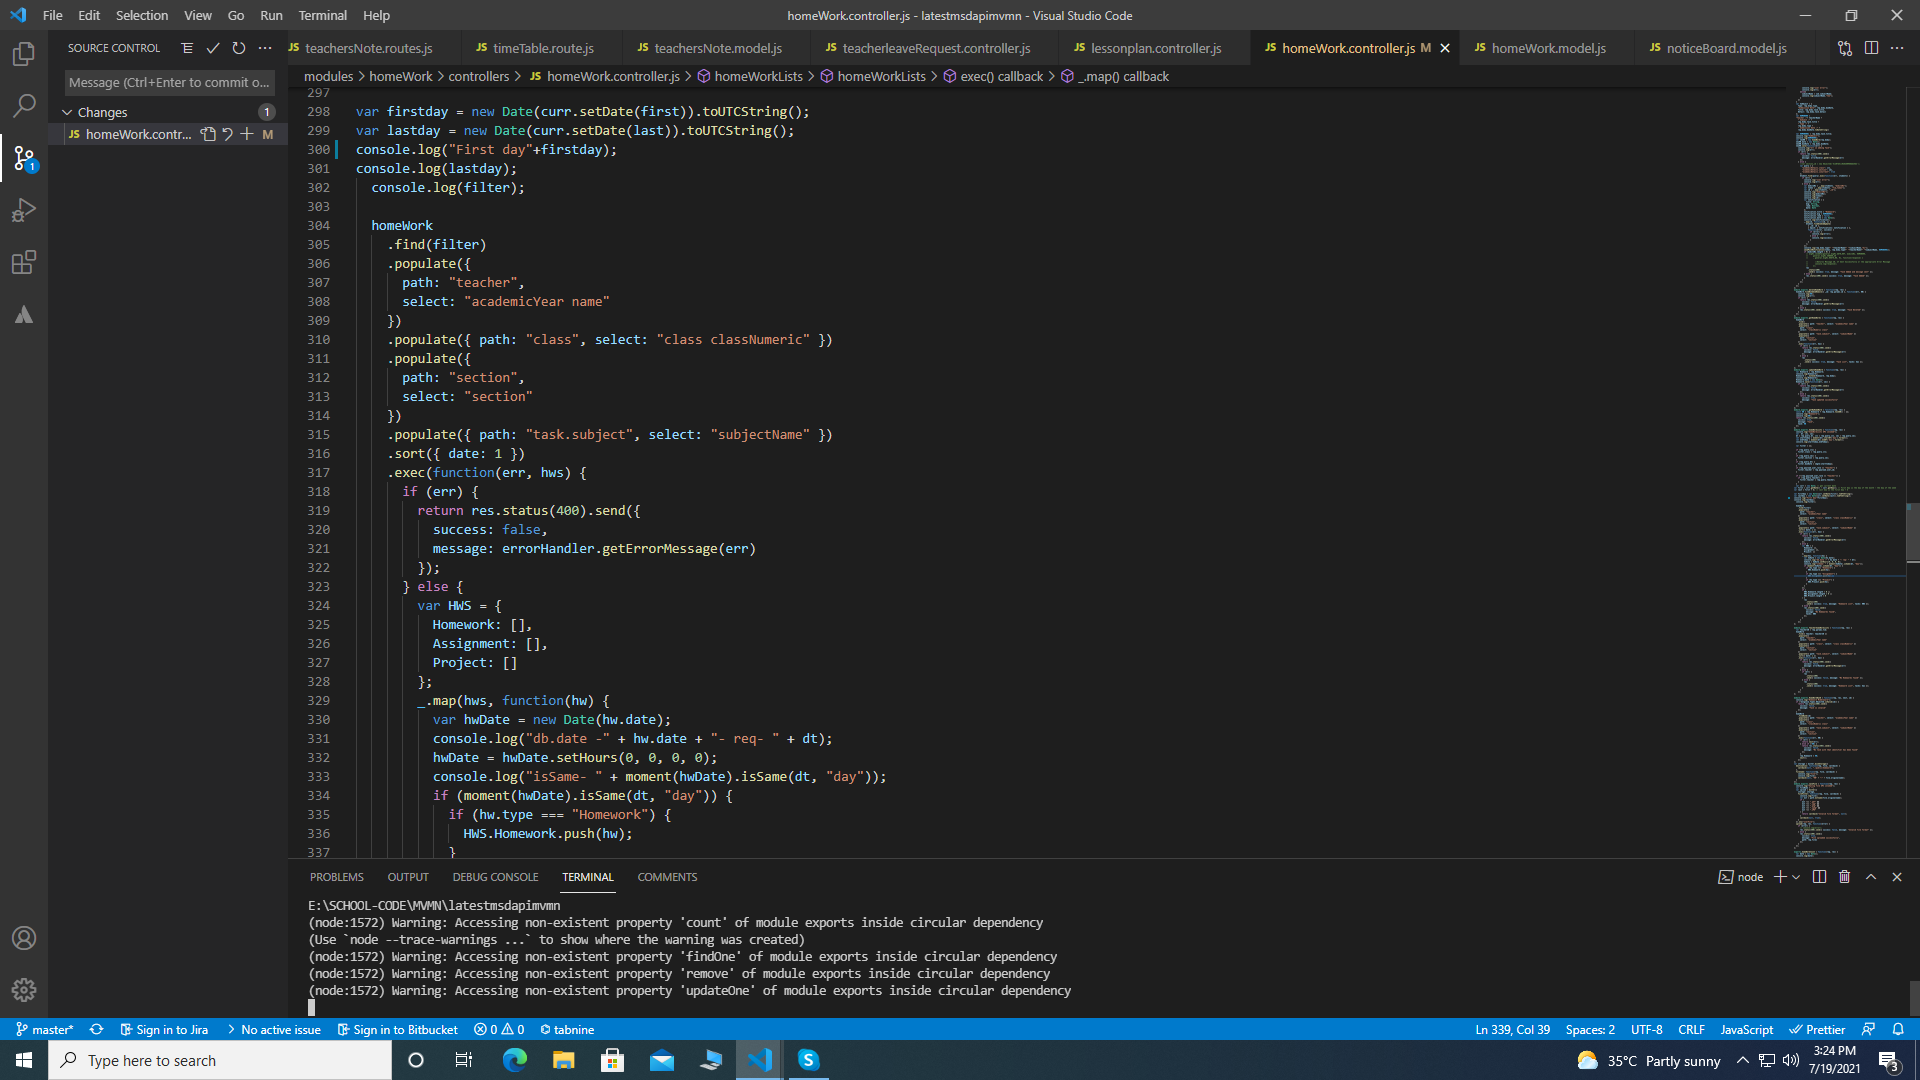 File Edit Selection View Go Run Terminal Help
homeWork.controller.js - latestmsdapimvmn - Visual Studio Code
SOURCE CONTROL
JS teachersNote.routes.js JS timeTable.route.js JS teachersNote.model.js JS teacherleaveRequest.controller.js JS lessonplan.controller.js JS homeWork.controller.js M JS homeWork.model.js JS noticeBoard.model.js
Message (Ctrl+Enter to commit o...
modules > homeWork > controllers > JS homeWork.controller.js > homeWorkLists > homeWorkLists > exec() callback > _.map() callback
Changes 1
JS homeWork.contr... M
1
297
298 var firstday = new Date(curr.setDate(first)).toUTCString();
299 var lastday = new Date(curr.setDate(last)).toUTCString();
300 console.log("First day"+firstday);
301 console.log(lastday);
302 console.log(filter);
303
304 homeWork
305 .find(filter)
306 .populate({
307 path: "teacher",
308 select: "academicYear name"
309 })
310 .populate({ path: "class", select: "class classNumeric" })
311 .populate({
312 path: "section",
313 select: "section"
314 })
315 .populate({ path: "task.subject", select: "subjectName" })
316 .sort({ date: 1 })
317 .exec(function(err, hws) {
318 if (err) {
319 return res.status(400).send({
320 success: false,
321 message: errorHandler.getErrorMessage(err)
322 });
323 } else {
324 var HWS = {
325 Homework: [],
326 Assignment: [],
327 Project: []
328 };
329 _.map(hws, function(hw) {
330 var hwDate = new Date(hw.date);
331 console.log("db.date -" + hw.date + "- req- " + dt);
332 hwDate = hwDate.setHours(0, 0, 0, 0);
333 console.log("isSame- " + moment(hwDate).isSame(dt, "day"));
334 if (moment(hwDate).isSame(dt, "day")) {
335 if (hw.type === "Homework") {
336 HWS.Homework.push(hw);
337 }
PROBLEMS OUTPUT DEBUG CONSOLE TERMINAL COMMENTS
node
E:\SCHOOL-CODE\MVMN\latestmsdapimvmn
(node:1572) Warning: Accessing non-existent property 'count' of module exports inside circular dependency
(Use `node --trace-warnings ...` to show where the warning was created)
(node:1572) Warning: Accessing non-existent property 'findOne' of module exports inside circular dependency
(node:1572) Warning: Accessing non-existent property 'remove' of module exports inside circular dependency
(node:1572) Warning: Accessing non-existent property 'updateOne' of module exports inside circular dependency
master* Sign in to Jira No active issue Sign in to Bitbucket 0 0 tabnine
Ln 339, Col 39 Spaces: 2 UTF-8 CRLF JavaScript Prettier
Type here to search
S
35°C Partly sunny
3:24 PM
7/19/2021
3